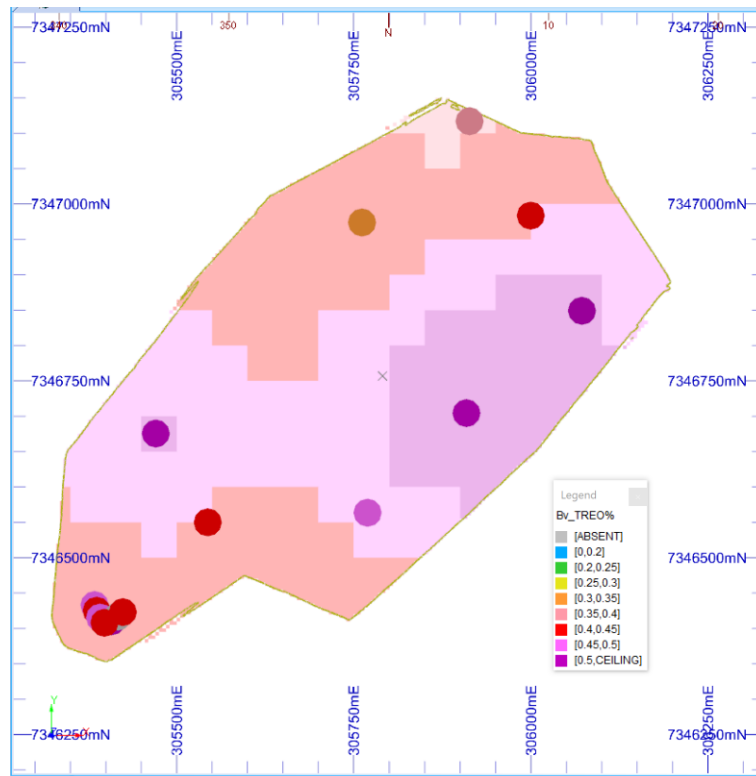 7347250mN 350 N 10 7347250mN
305500mE 305750mE 306000mE 306250mE
7347000mN 7347000mN
7346750mN 7346750mN
Legend
Bv_TREO%
[ABSENT]
[0,0.2]
[0.2,0.25]
[0.25,0.3]
[0.3,0.35]
[0.35,0.4]
[0.4,0.45]
[0.45,0.5]
[0.5,CEILING]
7346500mN 7346500mN
Y
X
7346250mN 7346250mN
305500mE 305750mE 306000mE 306250mE